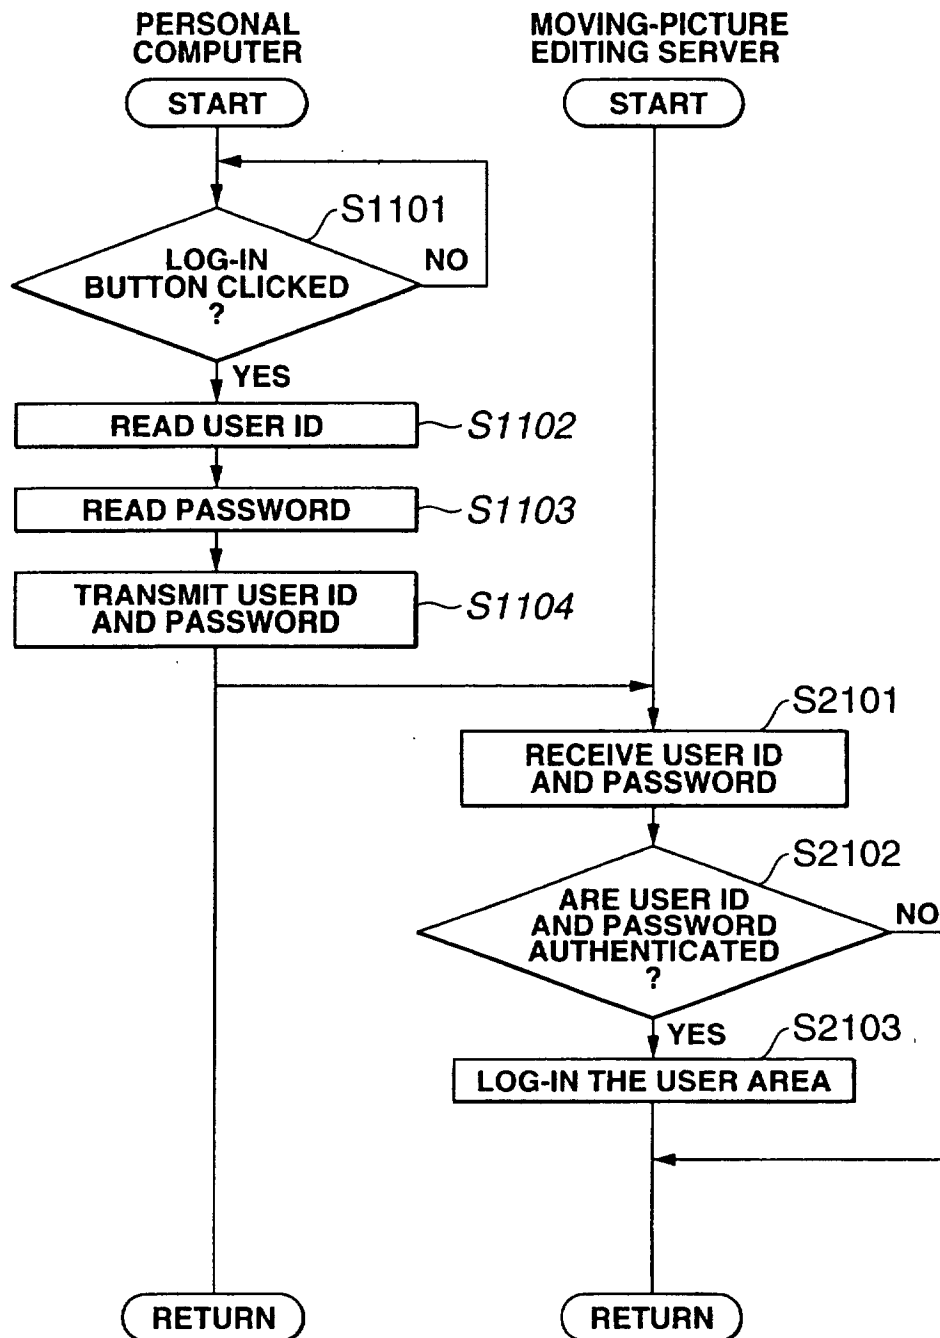 PERSONAL
COMPUTER
START
S1101
LOG-IN
BUTTON CLICKED
?
NO
YES
READ USER ID
S1102
READ PASSWORD
S1103
TRANSMIT USER ID
AND PASSWORD
S1104
RETURN
MOVING-PICTURE
EDITING SERVER
START
S2101
RECEIVE USER ID
AND PASSWORD
S2102
ARE USER ID
AND PASSWORD
AUTHENTICATED
?
NO
YES
S2103
LOG-IN THE USER AREA
RETURN